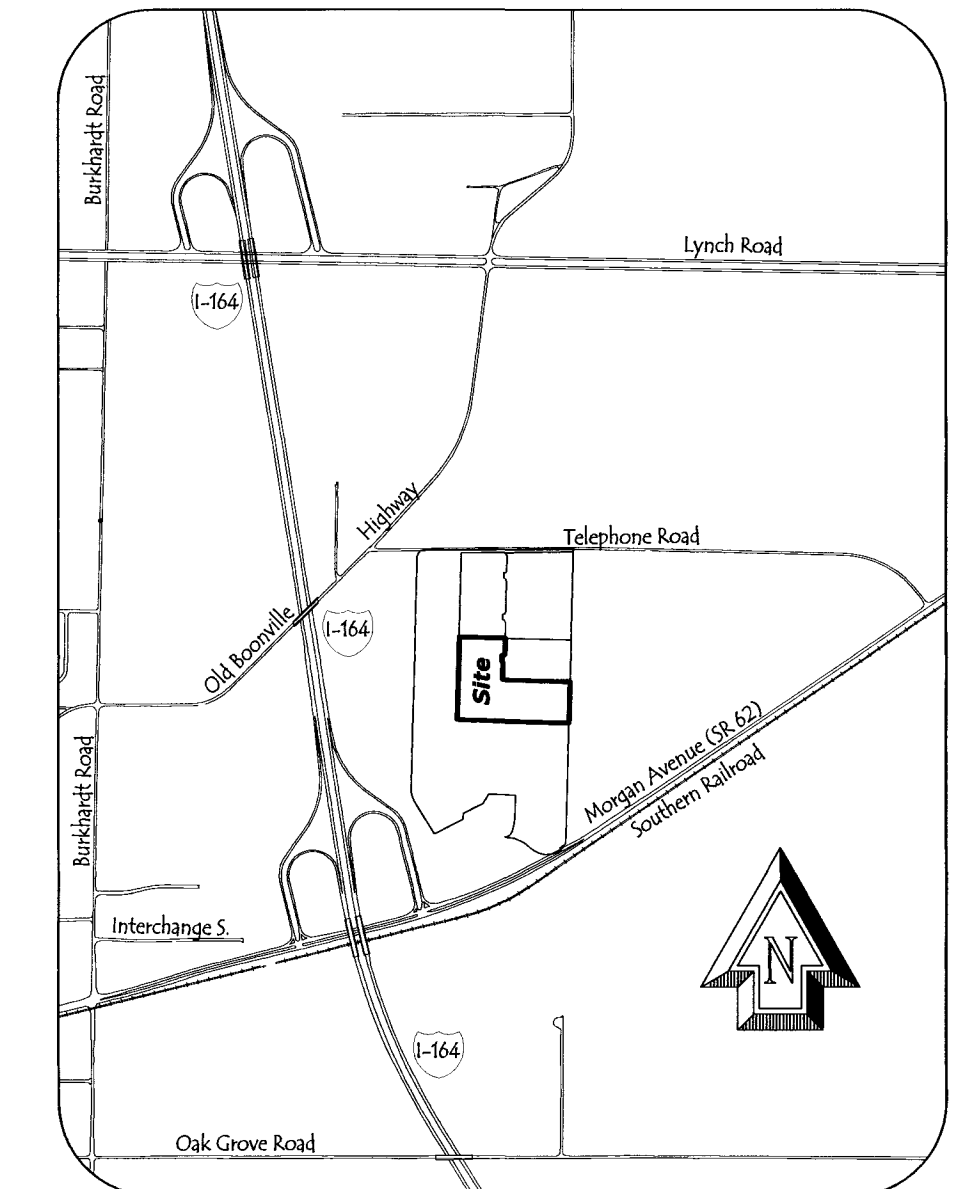 Burkhardt Road
Lynch Road
I-164
Highway
Telephone Road
Old Boonville
I-164
Site
Morgan Avenue (SR 62)
Southern Railroad
Burkhardt Road
Interchange S.
N
I-164
Oak Grove Road